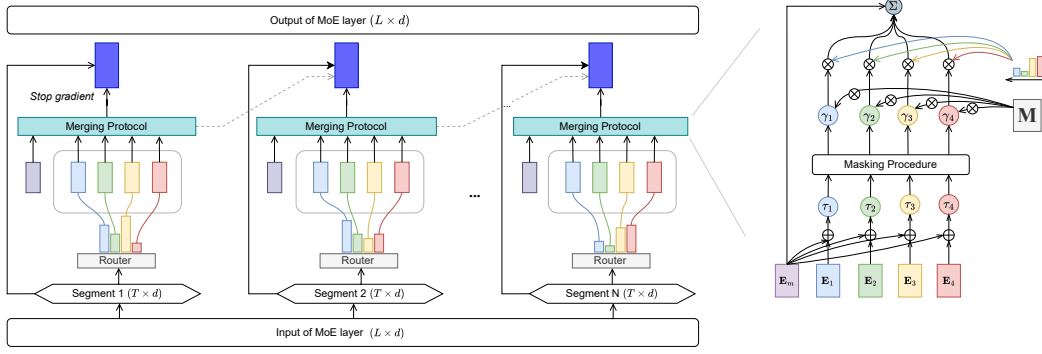 Output of MoE layer (L × d)
Stop gradient
Merging Protocol
Merging Protocol
...
Merging Protocol
...
Router
Router
Router
Segment 1 (T × d)
Segment 2 (T × d)
Segment N (T × d)
Input of MoE layer (L × d)
Σ
γ₁ γ₂ γ₃ γ₄
M
Masking Procedure
τ₁ τ₂ τ₃ τ₄
Eₘ E₁ E₂ E₃ E₄